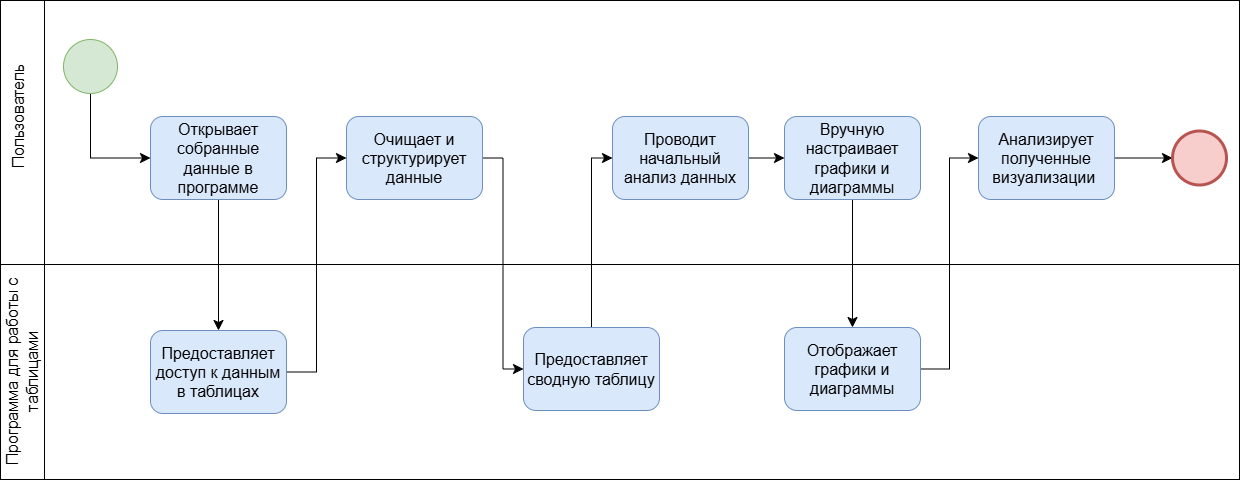 Пользователь
Открывает
собранные
данные в
программе
Очищает и
структурирует
данные
Проводит
начальный
анализ данных
Вручную
настраивает
графики и
диаграммы
Анализирует
полученные
визуализации
Программа для работы с
таблицами
Предоставляет
доступ к данным
в таблицах
Предоставляет
сводную таблицу
Отображает
графики и
диаграммы